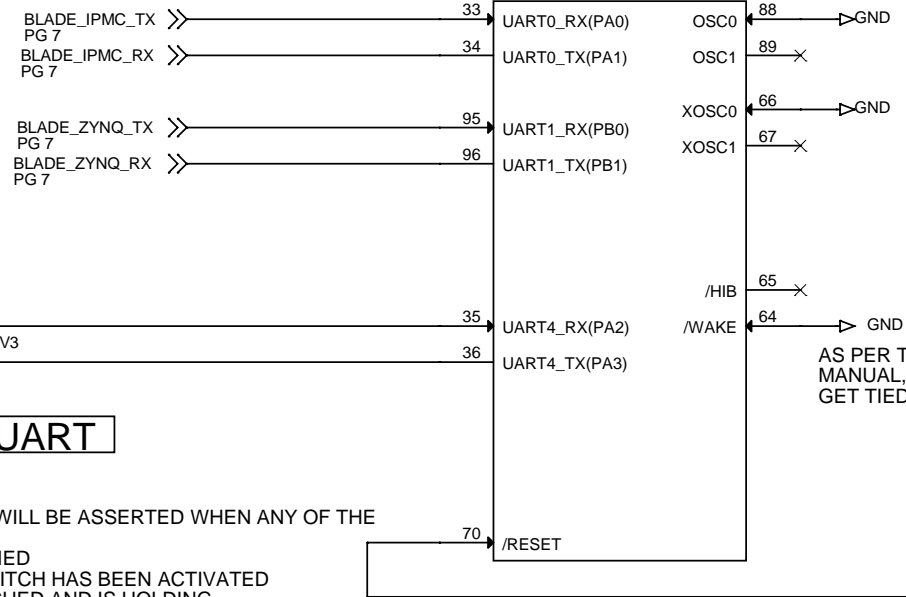 BLADE_IPMC_TX
PG 7
BLADE_IPMC_RX
PG 7
BLADE_ZYNQ_TX
PG 7
BLADE_ZYNQ_RX
PG 7
33
34
95
96
35
36
70
V3
UART0_RX(PA0)
UART0_TX(PA1)
UART1_RX(PB0)
UART1_TX(PB1)
UART4_RX(PA2)
UART4_TX(PA3)
/RESET
OSC0
OSC1
XOSC0
XOSC1
/HIB
/WAKE
88
89
66
67
65
64
GND
GND
GND
AS PER T
MANUAL,
GET TIED
UART
WILL BE ASSERTED WHEN ANY OF THE
ITCH HAS BEEN ACTIVATED